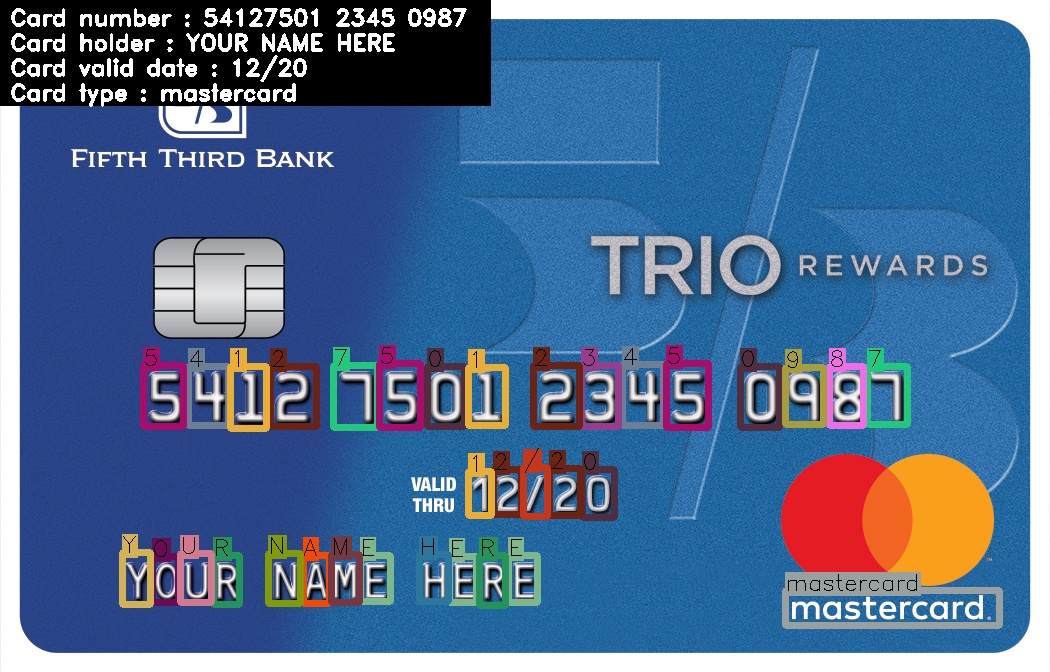 Card number : 54127501 2345 0987
Card holder : YOUR NAME HERE
Card valid date : 12/20
Card type : mastercard
FIFTH THIRD BANK
TRIO REWARDS
5 4 1 2 7 5 0 1 2 3 4 5 0 9 8 7
5412 7501 2345 0987
1 2 / 2 0
VALID THRU 12/20
Y O U R N A M E H E R E
YOUR NAME HERE
mastercard
mastercard.